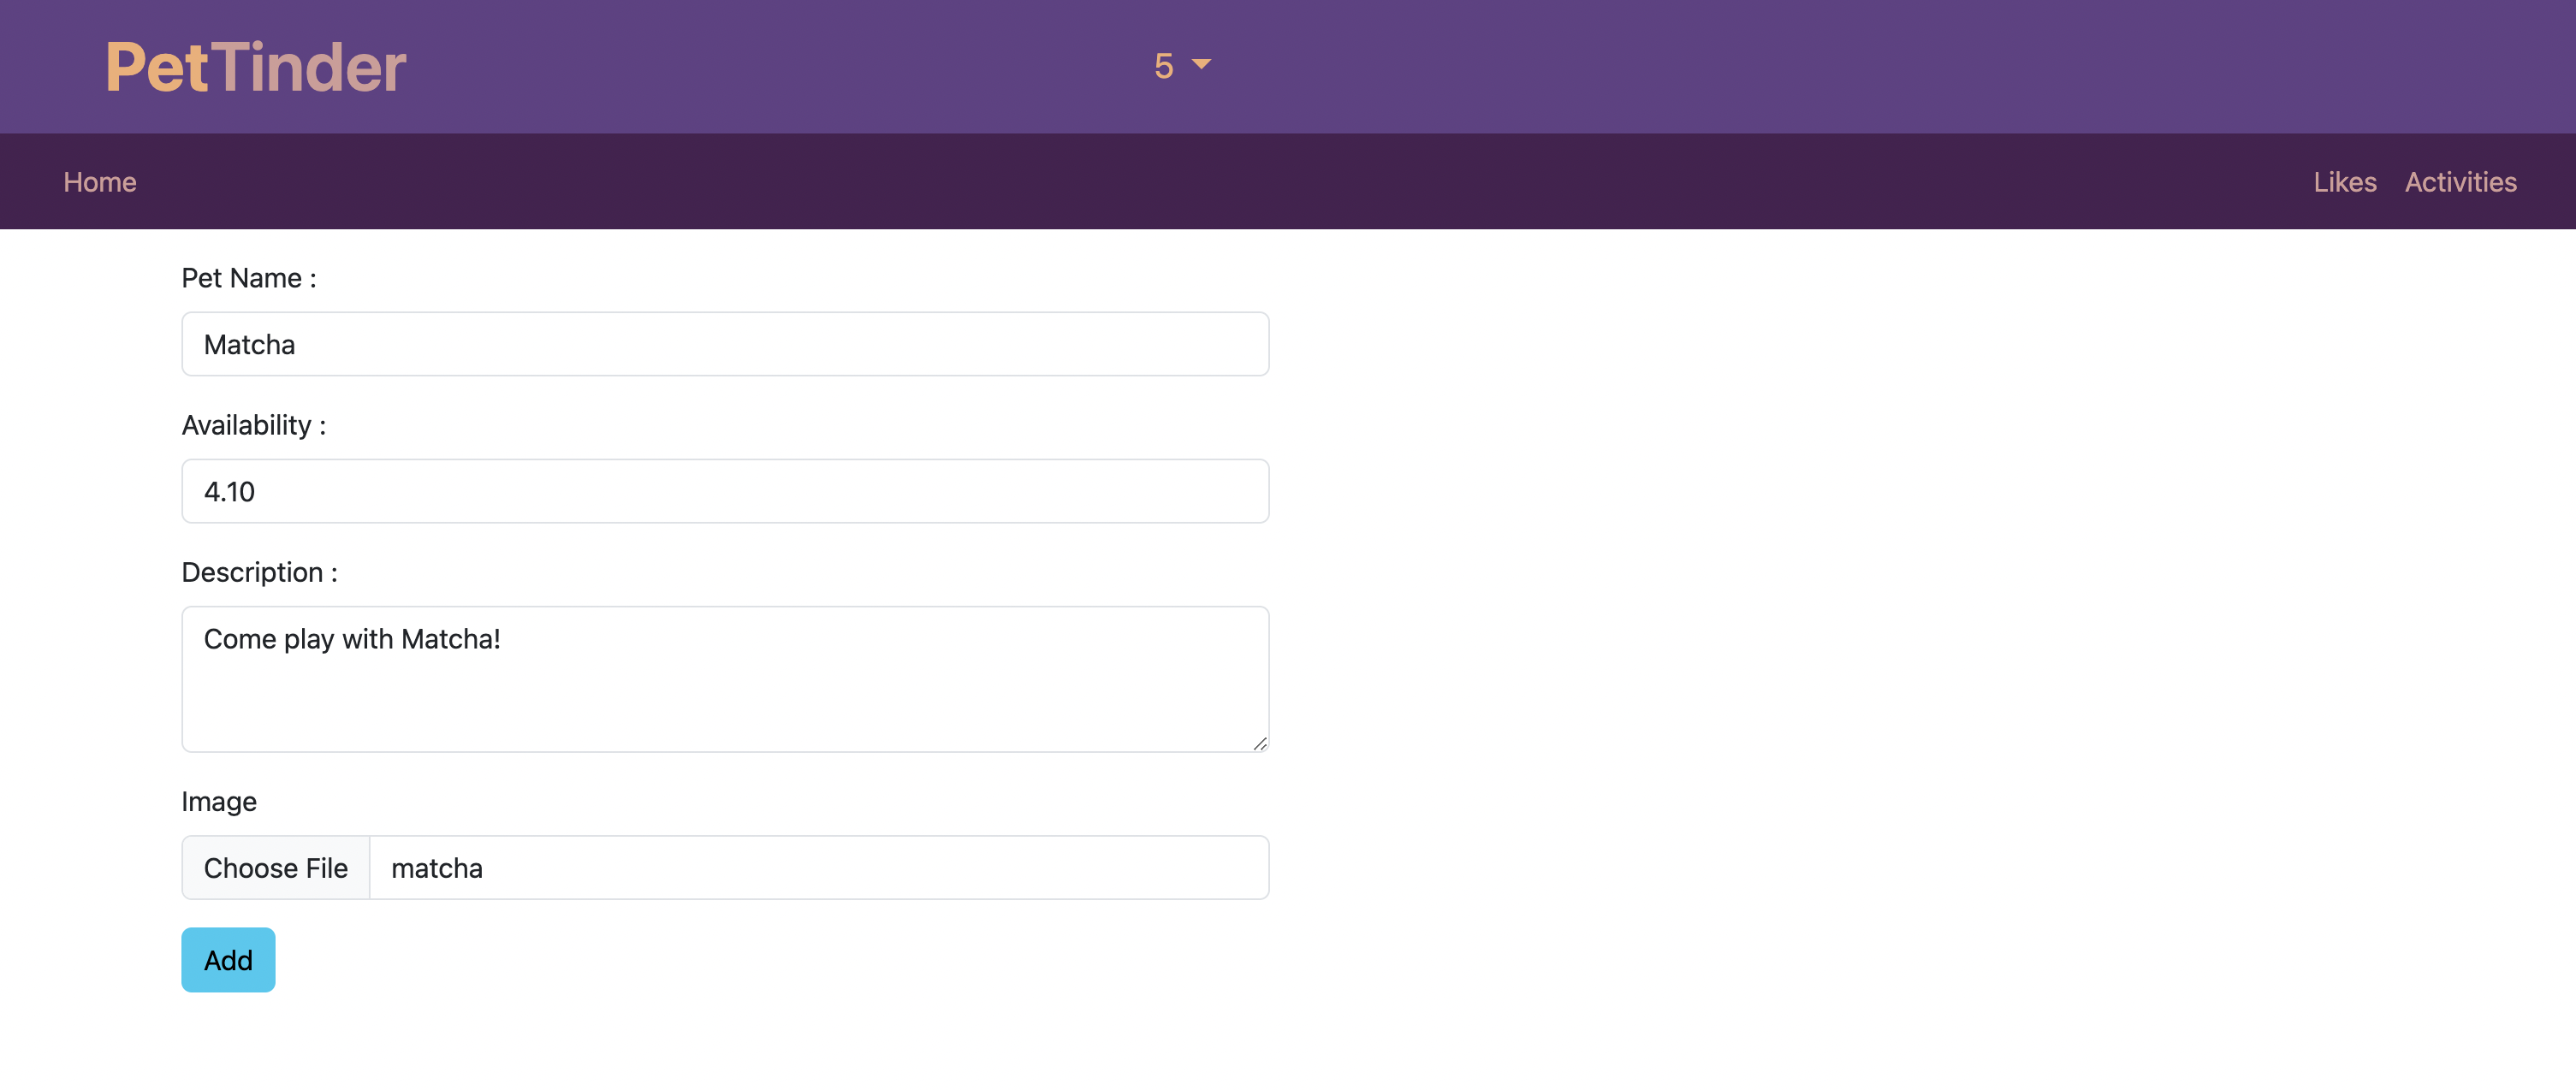 PetTinder
5
Home
Likes Activities
Pet Name :
Matcha
Availability :
4.10
Description :
Come play with Matcha!
Image
Choose File matcha
Add